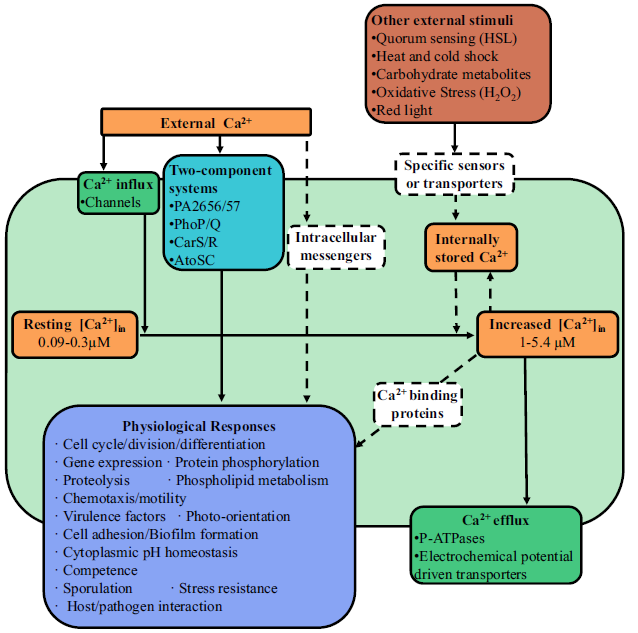 Other external stimuli
•Quorum sensing (HSL)
•Heat and cold shock
•Carbohydrate metabolites
•Oxidative Stress (H₂O₂)
•Red light
External Ca²⁺
Ca²⁺ influx
•Channels
Two-component
systems
•PA2656/57
•PhoP/Q
•CarS/R
•AtoSC
Specific sensors
or transporters
Intracellular
messengers
Internally
stored Ca²⁺
Resting [Ca²⁺]in
0.09-0.3µM
Increased [Ca²⁺]in
1-5.4 µM
Ca²⁺ binding
proteins
Physiological Responses
· Cell cycle/division/differentiation
· Gene expression · Protein phosphorylation
· Proteolysis · Phospholipid metabolism
· Chemotaxis/motility
· Virulence factors · Photo-orientation
· Cell adhesion/Biofilm formation
· Cytoplasmic pH homeostasis
· Competence
· Sporulation · Stress resistance
· Host/pathogen interaction
Ca²⁺ efflux
•P-ATPases
•Electrochemical potential
driven transporters